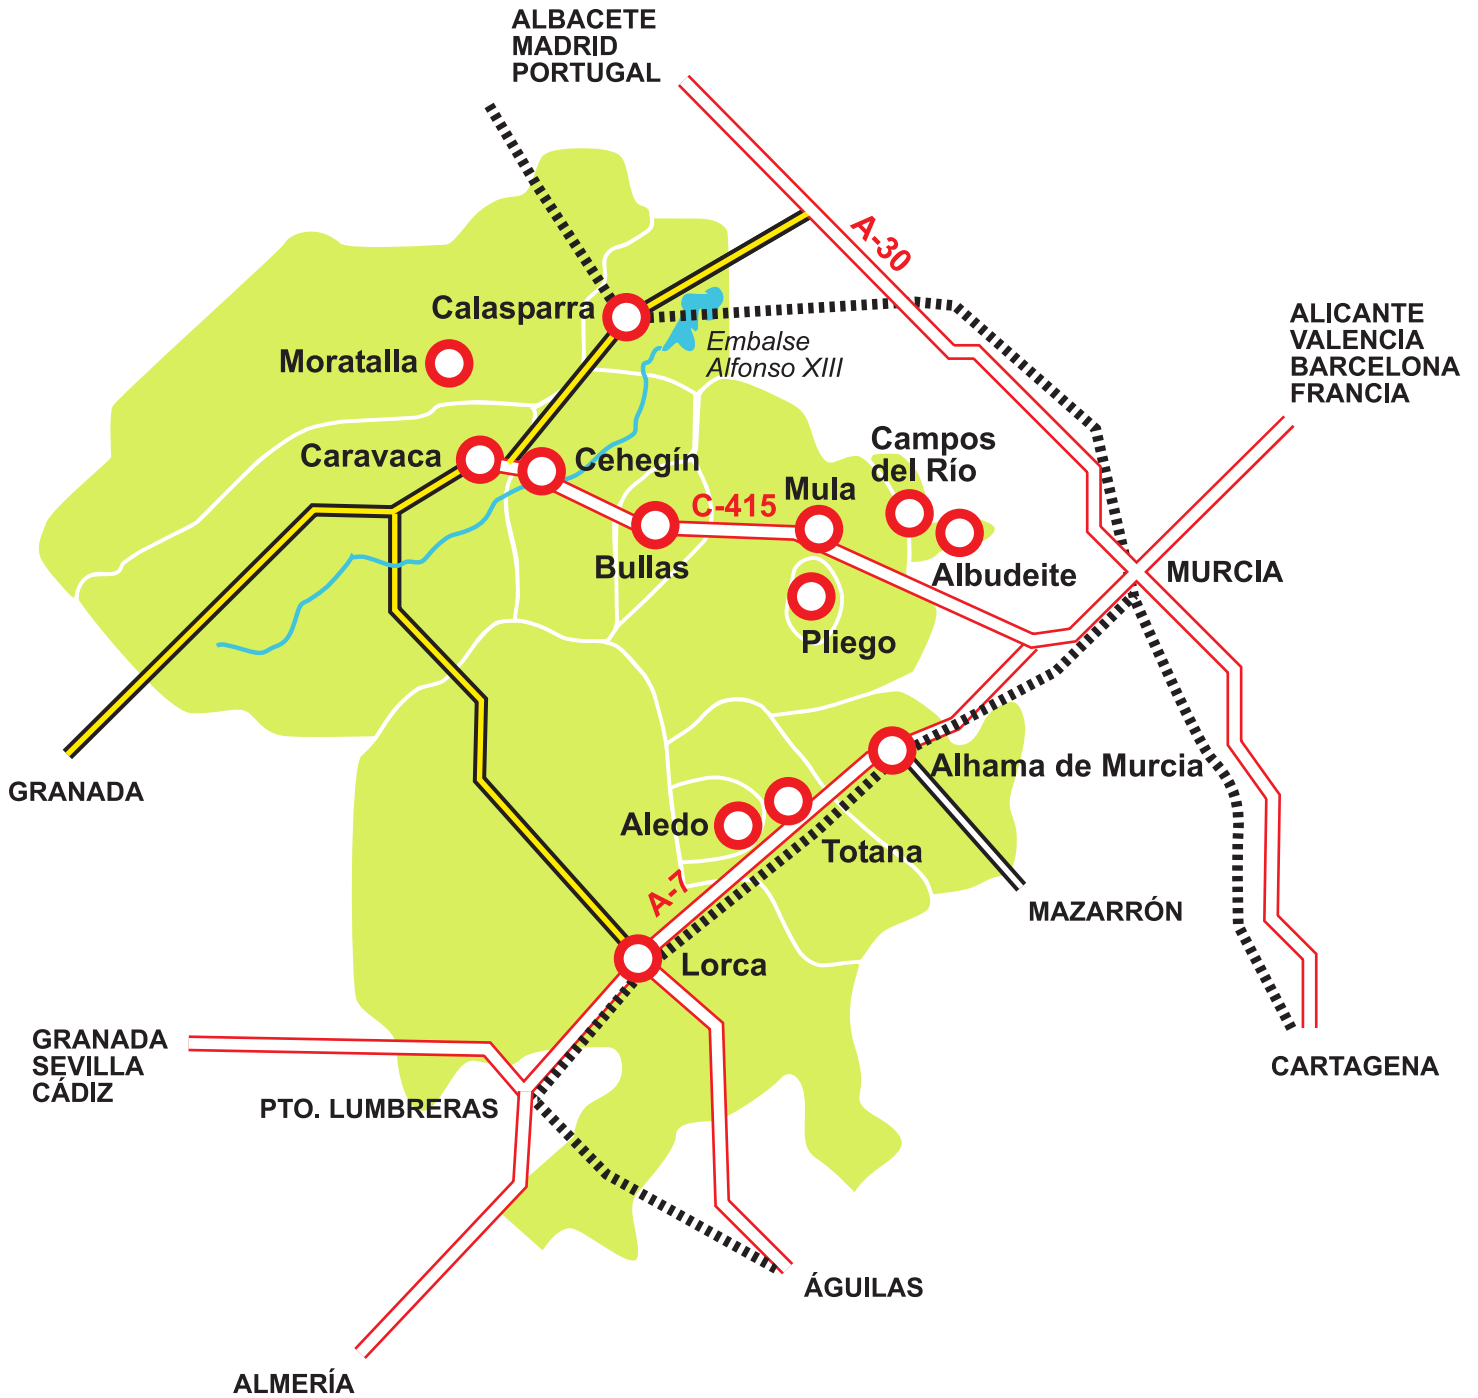 ALBACETE
MADRID
PORTUGAL
A-30
Calasparra
Embalse
Alfonso XIII
Moratalla
ALICANTE
VALENCIA
BARCELONA
FRANCIA
Caravaca
Cehegín
Campos
del Río
Mula
C-415
Bullas
Albudeite
MURCIA
Pliego
GRANADA
Alhama de Murcia
Aledo
Totana
A-7
MAZARRÓN
Lorca
GRANADA
SEVILLA
CÁDIZ
CARTAGENA
PTO. LUMBRERAS
ÁGUILAS
ALMERÍA